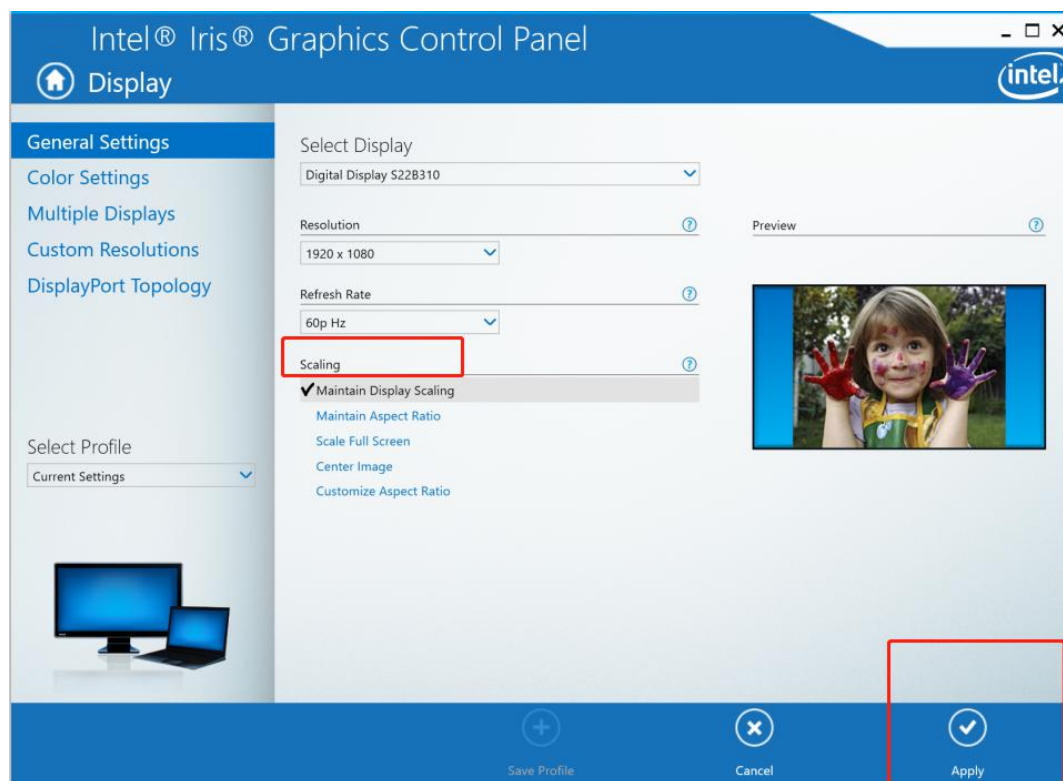 Intel® Iris® Graphics Control Panel
Display
intel
General Settings
Color Settings
Multiple Displays
Custom Resolutions
DisplayPort Topology
Select Profile
Current Settings
Select Display
Digital Display S22B310
Resolution
?
1920 x 1080
Refresh Rate
?
60p Hz
Scaling
?
Maintain Display Scaling
Maintain Aspect Ratio
Scale Full Screen
Center Image
Customize Aspect Ratio
Preview
?
Save Profile
Cancel
Apply